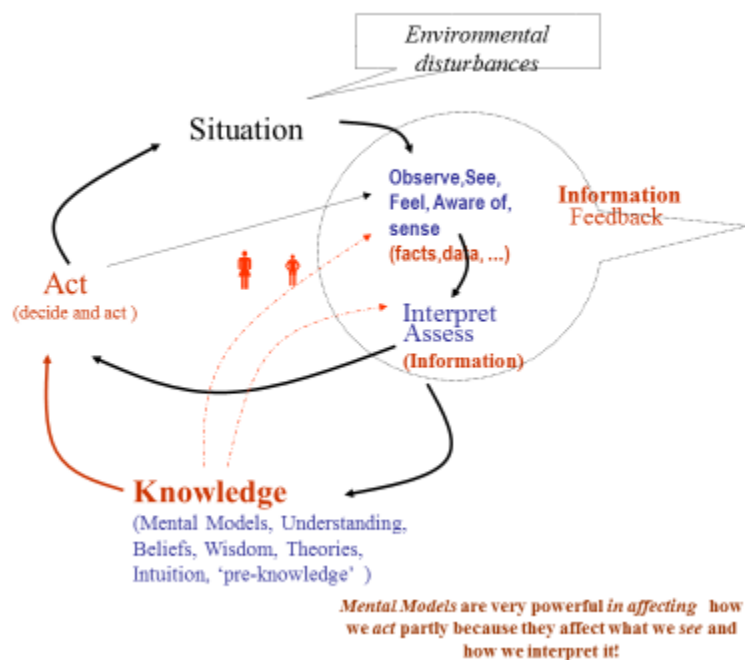 Environmental
disturbances
Situation
Observe,See,
Feel, Aware of,
sense
(facts,data, ...)
Information
Feedback
Act
(decide and act )
Interpret
Assess
(Information)
Knowledge
(Mental Models, Understanding,
Beliefs, Wisdom, Theories,
Intuition, ‘pre-knowledge’ )
Mental Models are very powerful in affecting how
we act partly because they affect what we see and
how we interpret it!